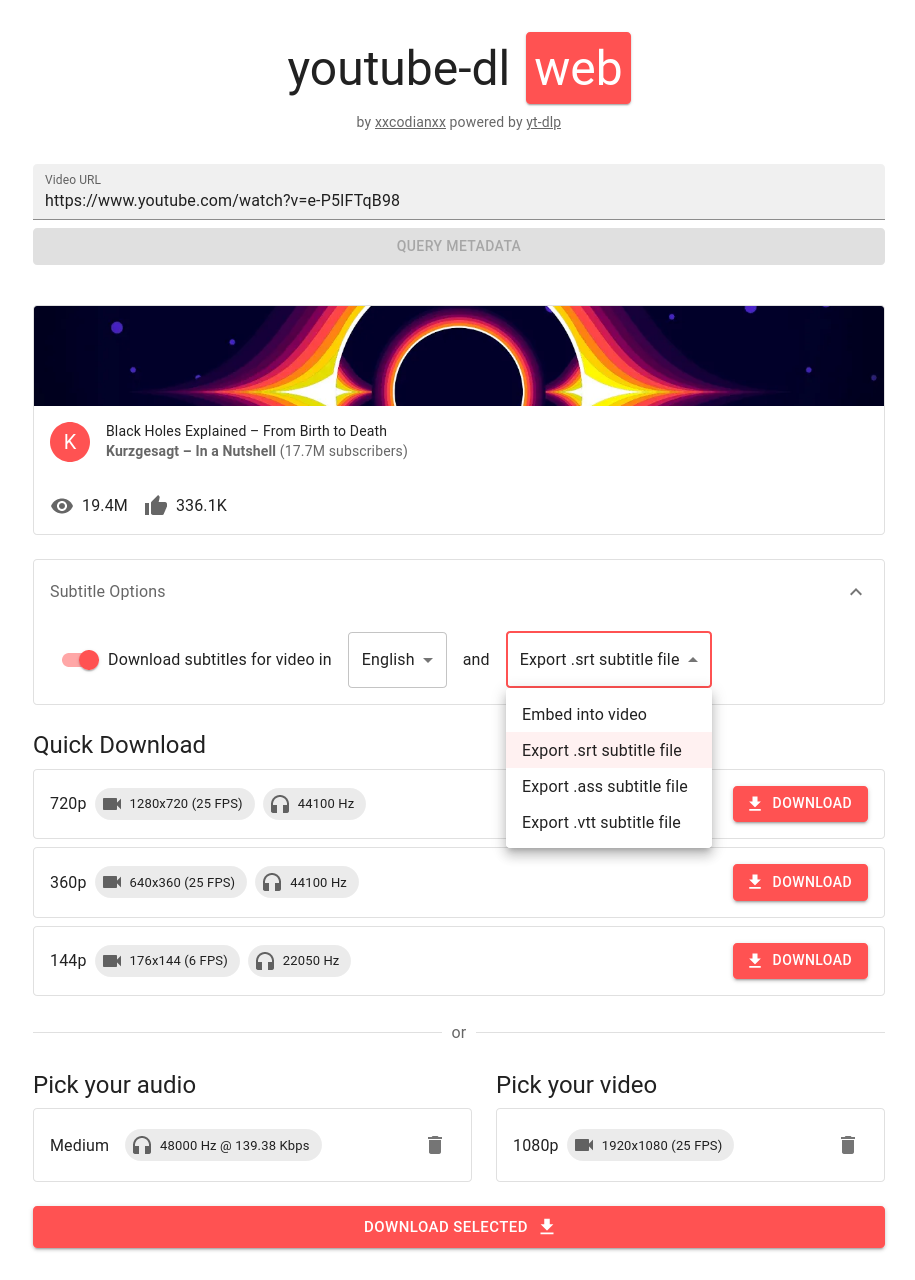 youtube-dl web
by xxcodianxx powered by yt-dlp
Video URL
https://www.youtube.com/watch?v=e-P5IFTqB98
QUERY METADATA
K
Black Holes Explained – From Birth to Death
Kurzgesagt – In a Nutshell (17.7M subscribers)
19.4M 336.1K
Subtitle Options
Download subtitles for video in English and Export .srt subtitle file
Embed into video
Export .srt subtitle file
Export .ass subtitle file
Export .vtt subtitle file
Quick Download
720p 1280x720 (25 FPS) 44100 Hz DOWNLOAD
360p 640x360 (25 FPS) 44100 Hz DOWNLOAD
144p 176x144 (6 FPS) 22050 Hz DOWNLOAD
or
Pick your audio
Medium 48000 Hz @ 139.38 Kbps
Pick your video
1080p 1920x1080 (25 FPS)
DOWNLOAD SELECTED